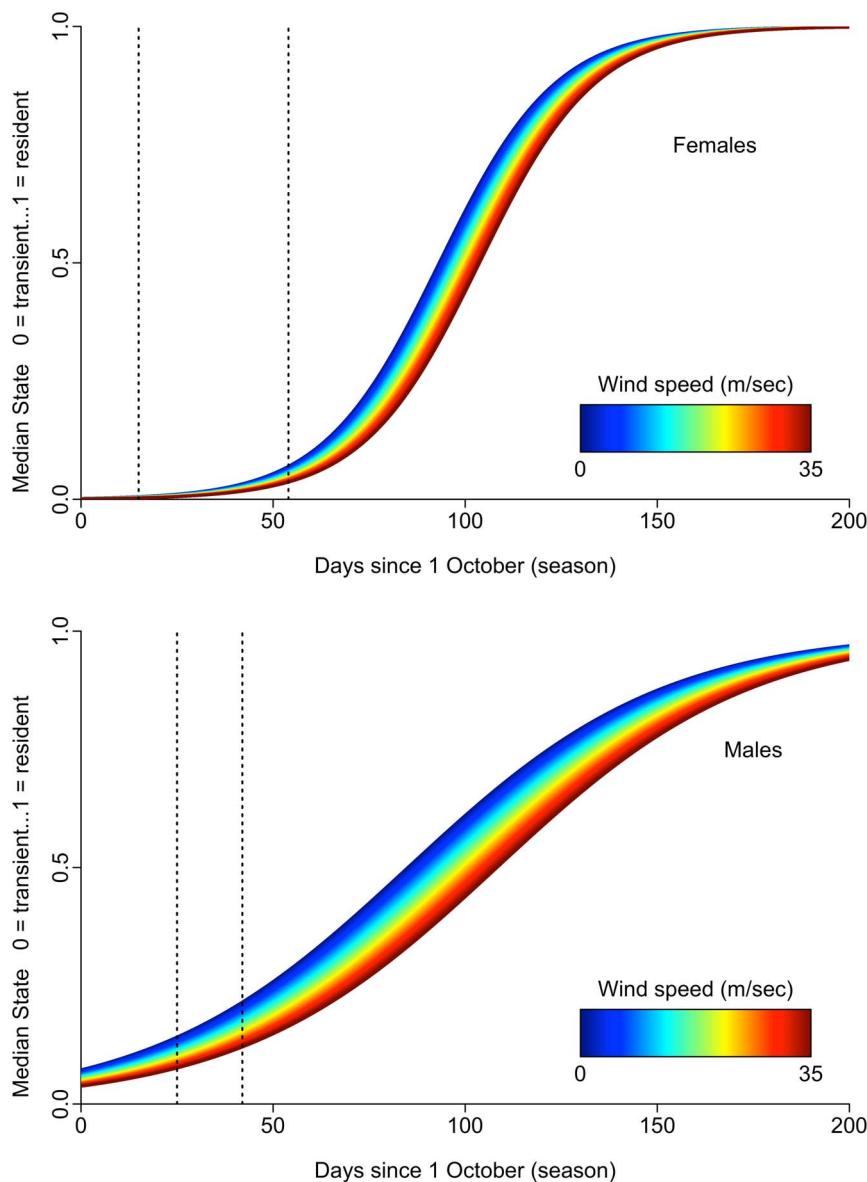 1.0
0.5
0.0
Median State 0 = transient...1 = resident
Females
Wind speed (m/sec)
0 35
0 50 100 150 200
Days since 1 October (season)
1.0
0.5
0.0
Median State 0 = transient...1 = resident
Males
Wind speed (m/sec)
0 35
0 50 100 150 200
Days since 1 October (season)